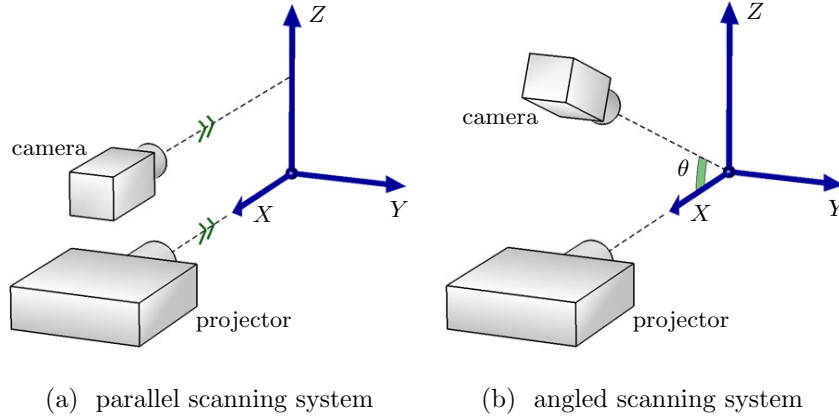 Z
camera
X
Y
projector
(a) parallel scanning system
Z
camera
θ
X
Y
projector
(b) angled scanning system